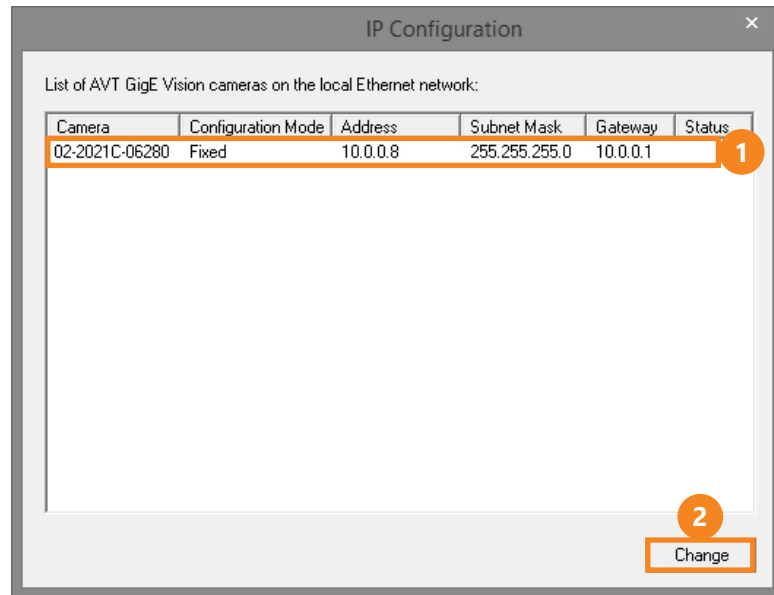 IP Configuration ×
List of AVT GigE Vision cameras on the local Ethernet network:
Camera Configuration Mode Address Subnet Mask Gateway Status
02-2021C-06280 Fixed 10.0.0.8 255.255.255.0 10.0.0.1
1
2
Change